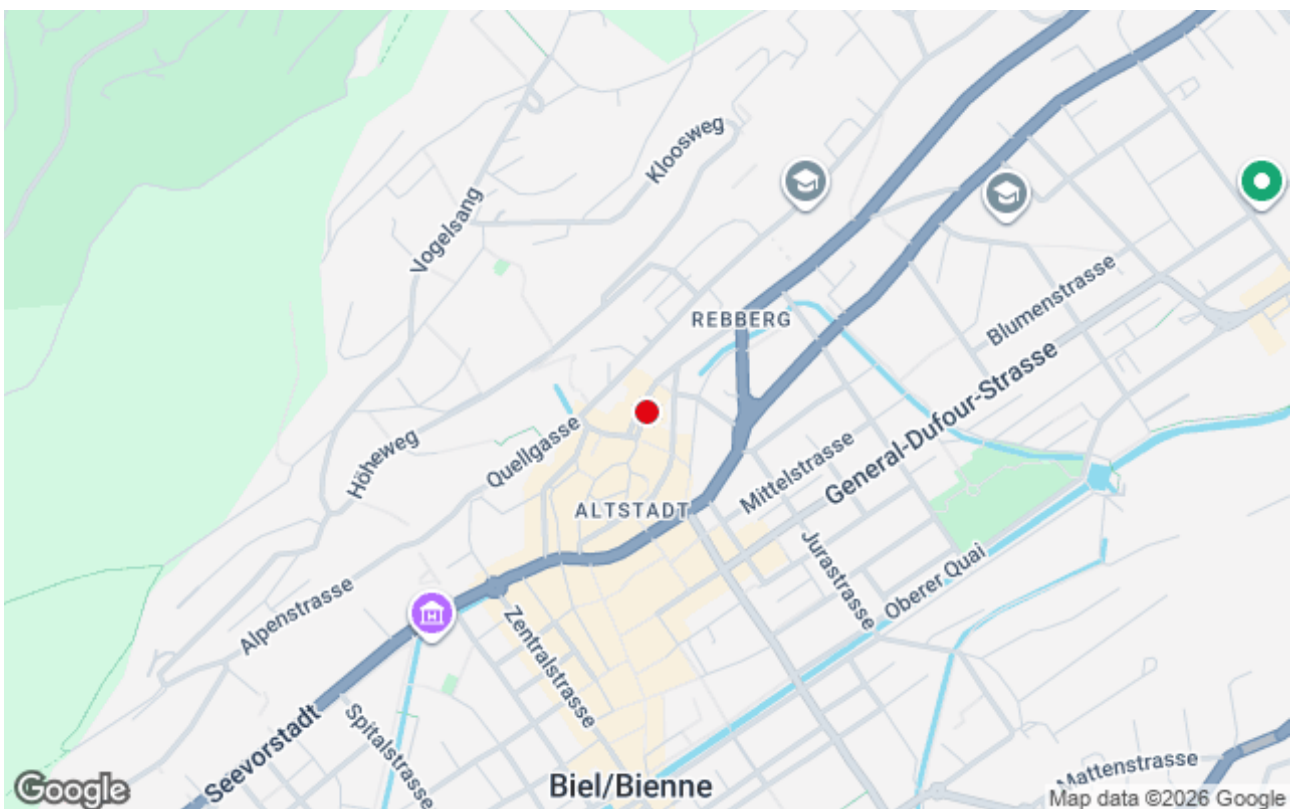 Kloosweg
Vogelsang
REBBERG
Blumenstrasse
General-Dufour-Strasse
Höheweg
Quellgasse
Mittelstrasse
ALTSTADT
Jurastrasse
Oberer Quai
Alpenstrasse
H
Zentralstrasse
Seevorstadt
Spitalstrasse
Biel/Bienne
Mattenstrasse
Google
Map data ©2026 Google